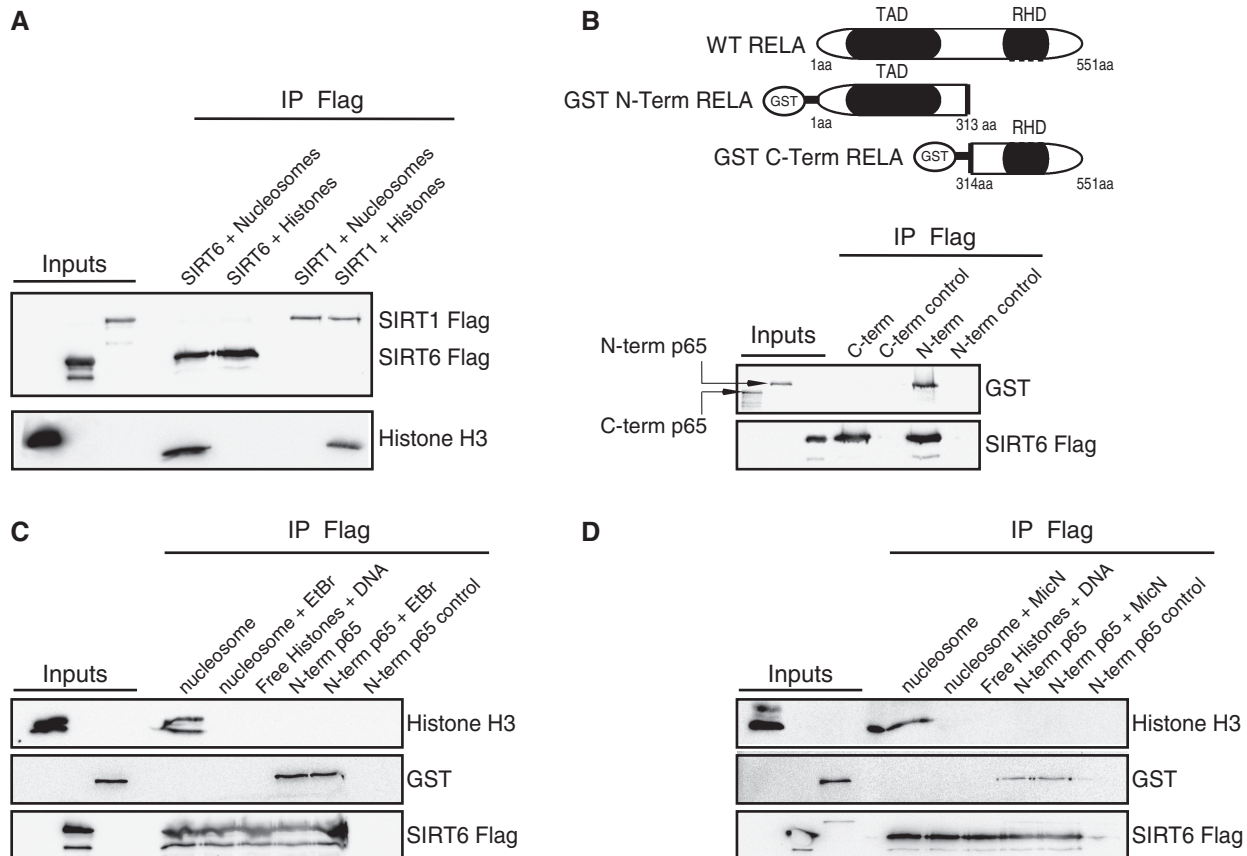 A
IP Flag
SIRT6 + Nucleosomes
SIRT6 + Histones
SIRT1 + Nucleosomes
SIRT1 + Histones
Inputs
SIRT1 Flag
SIRT6 Flag
Histone H3
B
TAD
RHD
WT RELA
1aa
551aa
TAD
GST N-Term RELA
GST
1aa
313 aa
RHD
GST C-Term RELA
GST
314aa
551aa
IP Flag
C-term
C-term control
N-term
N-term control
Inputs
N-term p65
GST
C-term p65
SIRT6 Flag
C
IP Flag
nucleosome
nucleosome + EtBr
Free Histones + DNA
N-term p65
N-term p65 + EtBr
N-term p65 control
Inputs
Histone H3
GST
SIRT6 Flag
D
IP Flag
nucleosome
nucleosome + MicN
Free Histones + DNA
N-term p65
N-term p65 + MicN
N-term p65 control
Inputs
Histone H3
GST
SIRT6 Flag